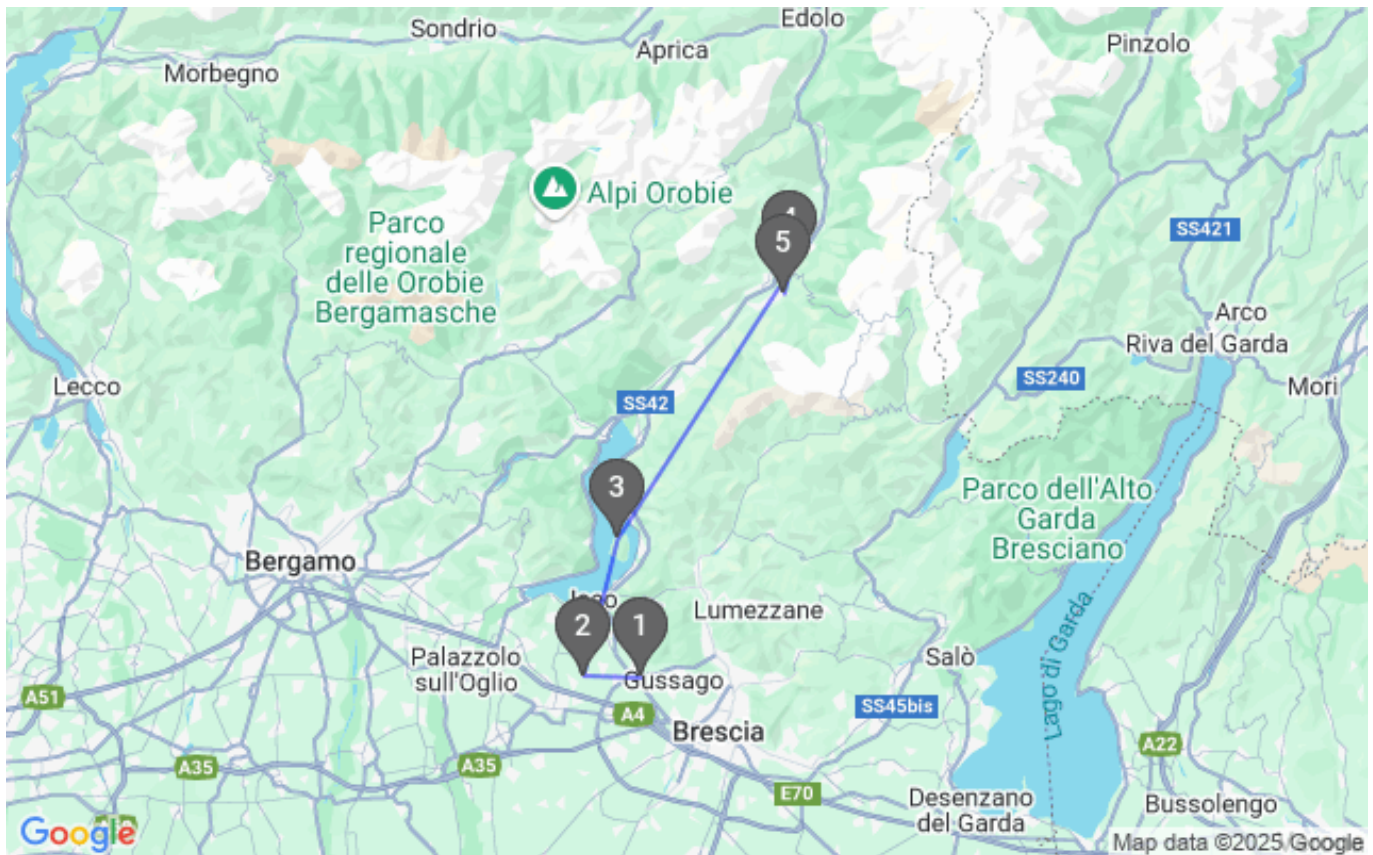 Edolo
Sondrio
Aprica
Pinzolo
Morbegno
Alpi Orobie
Parco
regionale
delle Orobie
Bergamasche
4
5
SS421
Arco
Riva del Garda
Lecco
SS240
Mori
SS42
3
Parco dell'Alto
Garda
Bresciano
Bergamo
Lumezzane
2
1
Lago di Garda
Palazzolo
sull'Oglio
Salò
Gussago
A51
A4
SS45bis
Brescia
A22
A35
A35
E70
Desenzano
del Garda
Bussolengo
Google
Map data ©2025 Google